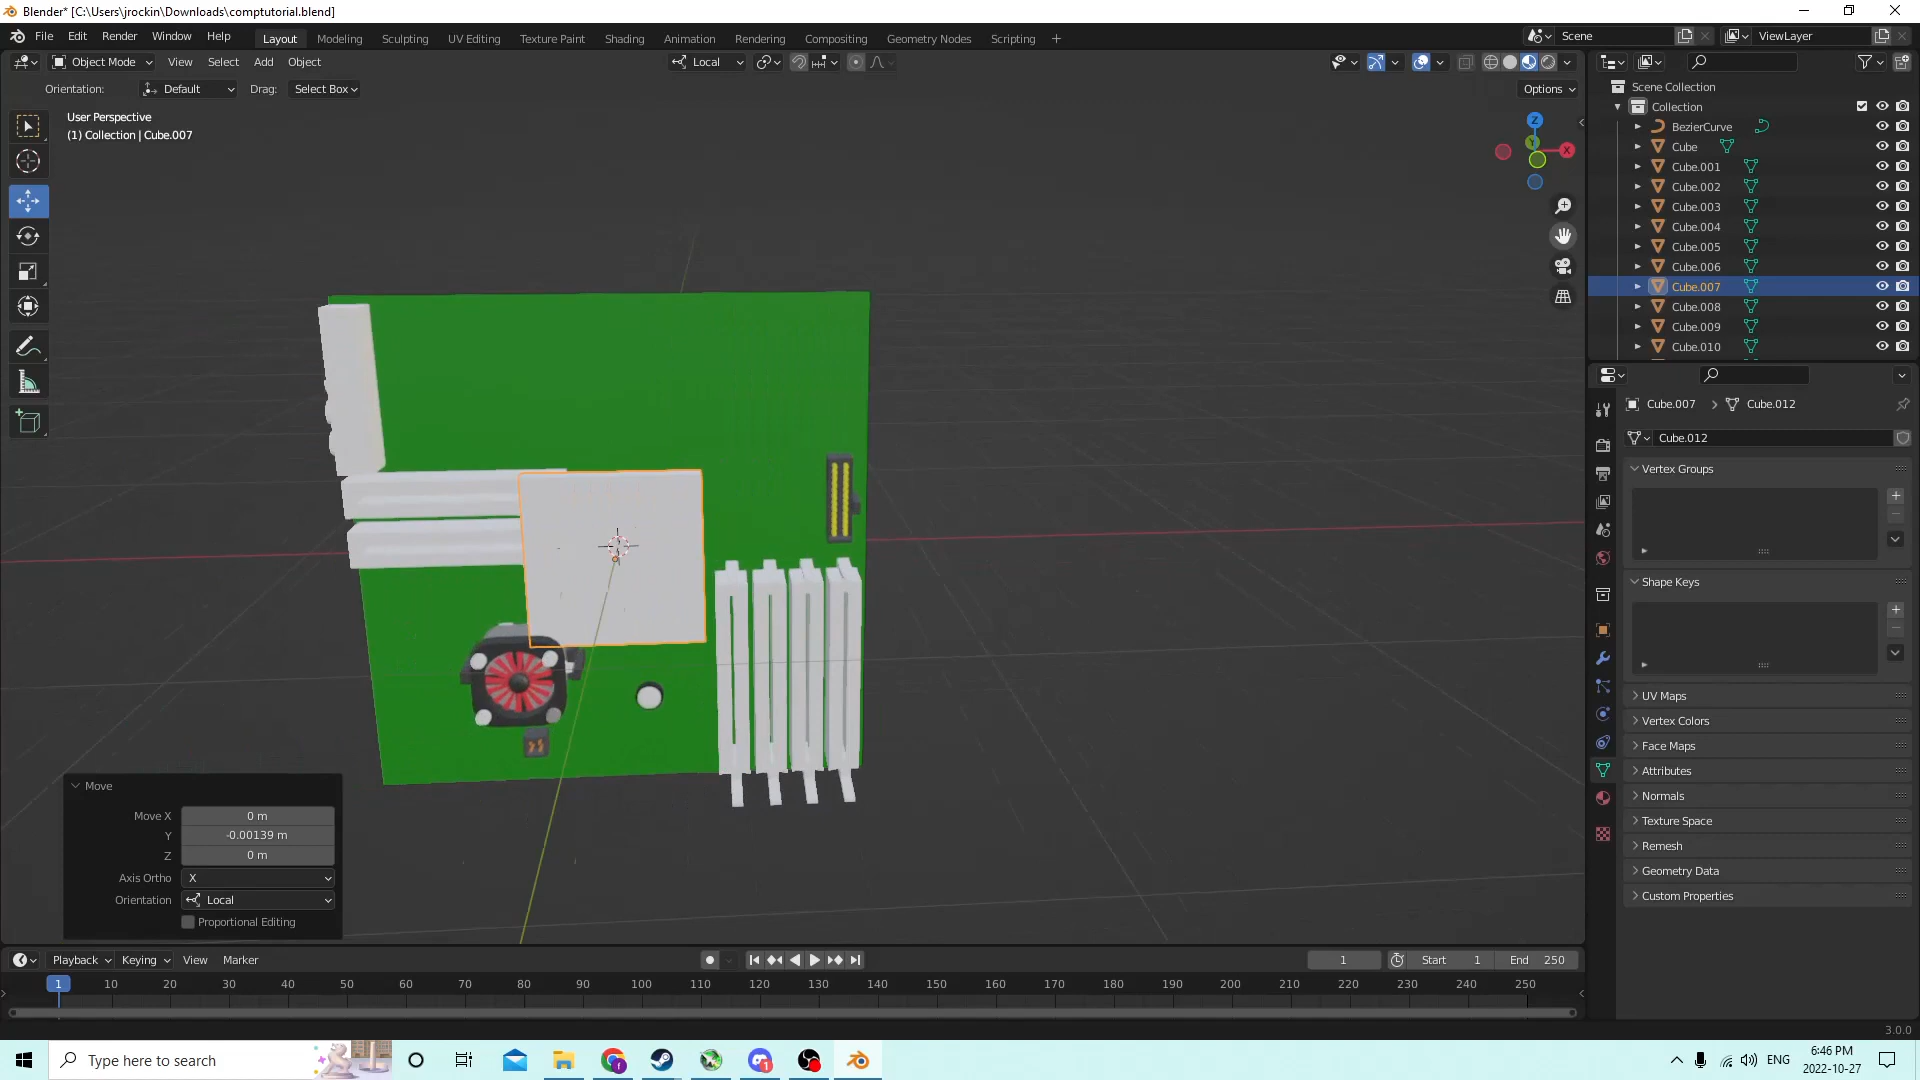 Blender* [C:\Users\jrockin\Downloads\comptutorial.blend]
File Edit Render Window Help
Layout Modeling Sculpting UV Editing Texture Paint Shading Animation Rendering Compositing Geometry Nodes Scripting +
Scene
ViewLayer
Object Mode View Select Add Object
Local
Orientation: Default Drag: Select Box
Options
User Perspective
(1) Collection | Cube.007
Z
Y
X
Scene Collection
Collection
BezierCurve
Cube
Cube.001
Cube.002
Cube.003
Cube.004
Cube.005
Cube.006
Cube.007
Cube.008
Cube.009
Cube.010
Cube.007 > Cube.012
Cube.012
Vertex Groups
Shape Keys
UV Maps
Vertex Colors
Face Maps
Attributes
Normals
Texture Space
Remesh
Geometry Data
Custom Properties
Move
Move X 0 m
Y -0.00139 m
Z 0 m
Axis Ortho X
Orientation Local
Proportional Editing
Playback Keying View Marker
1 Start 1 End 250
1 10 20 30 40 50 60 70 80 90 100 110 120 130 140 150 160 170 180 190 200 210 220 230 240 250
3.0.0
Type here to search
ENG
6:46 PM
2022-10-27